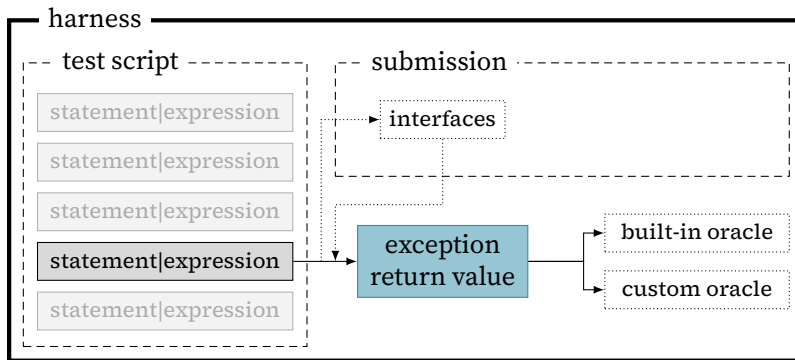 harness
test script
statement|expression
statement|expression
statement|expression
statement|expression
statement|expression
submission
interfaces
exception
return value
built-in oracle
custom oracle